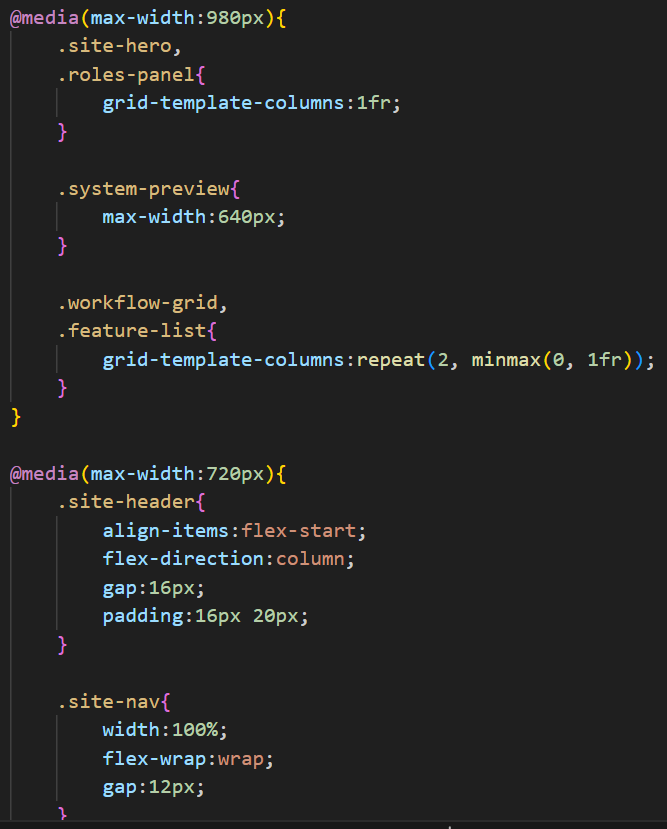 @media(max-width:980px){
    .site-hero,
    .roles-panel{
        grid-template-columns:1fr;
    }

    .system-preview{
        max-width:640px;
    }

    .workflow-grid,
    .feature-list{
        grid-template-columns:repeat(2, minmax(0, 1fr));
    }
}

@media(max-width:720px){
    .site-header{
        align-items:flex-start;
        flex-direction:column;
        gap:16px;
        padding:16px 20px;
    }

    .site-nav{
        width:100%;
        flex-wrap:wrap;
        gap:12px;
    }